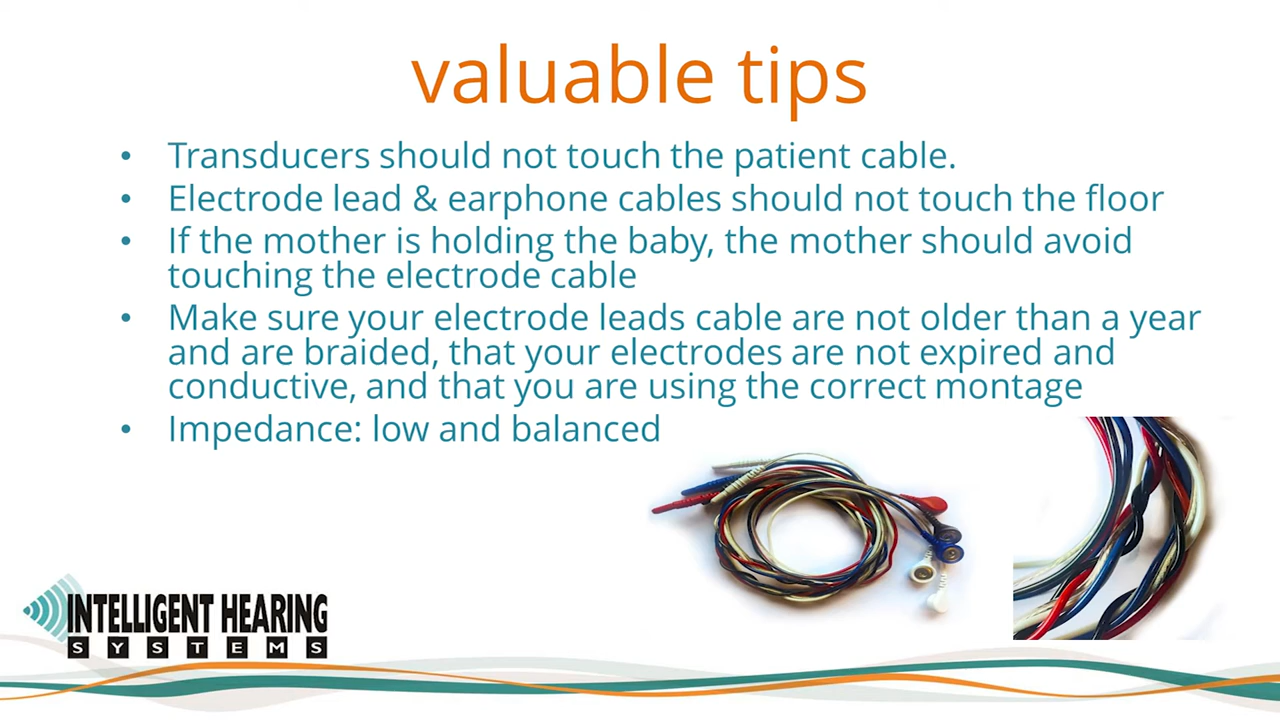 valuable tips
• Transducers should not touch the patient cable.
• Electrode lead & earphone cables should not touch the floor
• If the mother is holding the baby, the mother should avoid
touching the electrode cable
• Make sure your electrode leads cable are not older than a year
and are braided, that your electrodes are not expired and
conductive, and that you are using the correct montage
• Impedance: low and balanced
INTELLIGENT HEARING
SYSTEMS